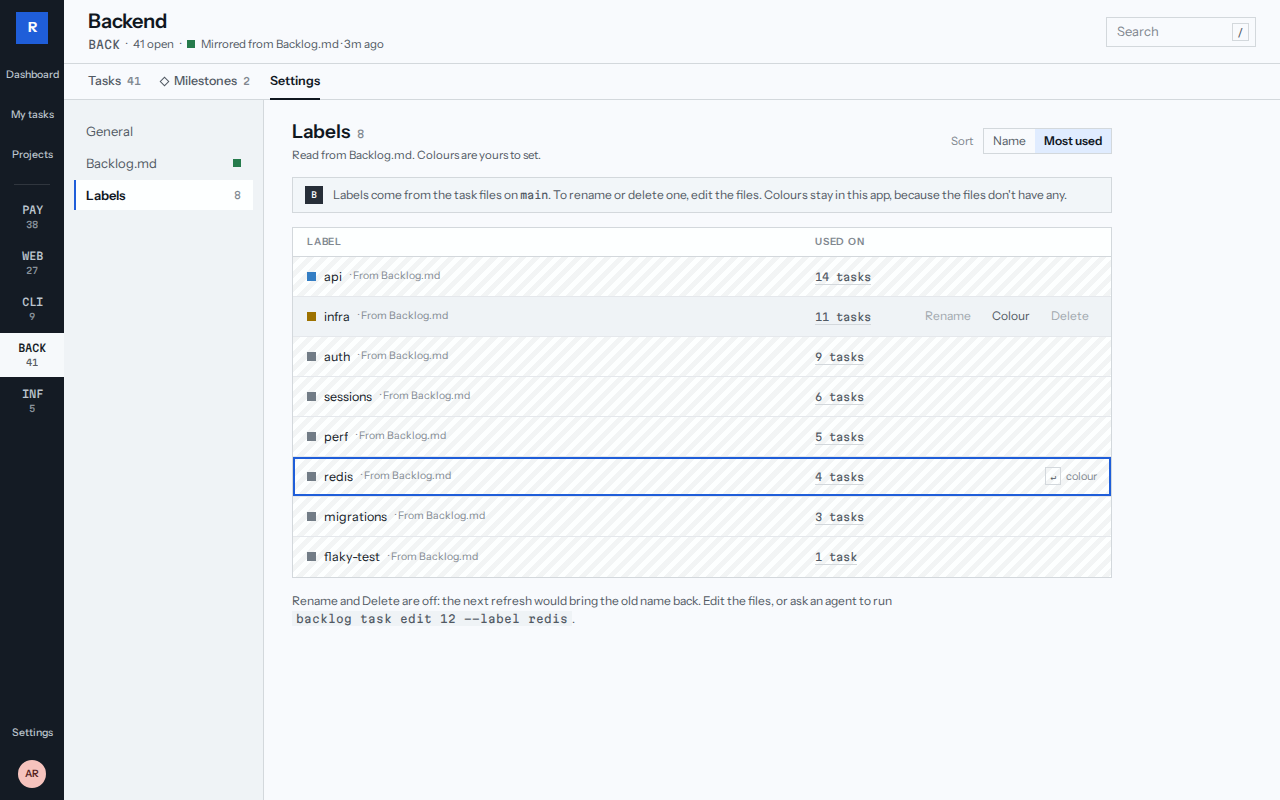 R
Dashboard
My tasks
Projects
PAY
38
WEB
27
CLI
9
BACK
41
INF
5
Settings
AR
Backend
BACK · 41 open · Mirrored from Backlog.md · 3m ago
Search /
Tasks 41 Milestones 2 Settings
General
Backlog.md
Labels 8
Labels 8
Read from Backlog.md. Colours are yours to set.
Sort Name Most used
B Labels come from the task files on main. To rename or delete one, edit the files. Colours stay in this app, because the files don't have any.
LABEL USED ON
api · From Backlog.md 14 tasks
infra · From Backlog.md 11 tasks Rename Colour Delete
auth · From Backlog.md 9 tasks
sessions · From Backlog.md 6 tasks
perf · From Backlog.md 5 tasks
redis · From Backlog.md 4 tasks ↵ colour
migrations · From Backlog.md 3 tasks
flaky-test · From Backlog.md 1 task
Rename and Delete are off: the next refresh would bring the old name back. Edit the files, or ask an agent to run
backlog task edit 12 --label redis.